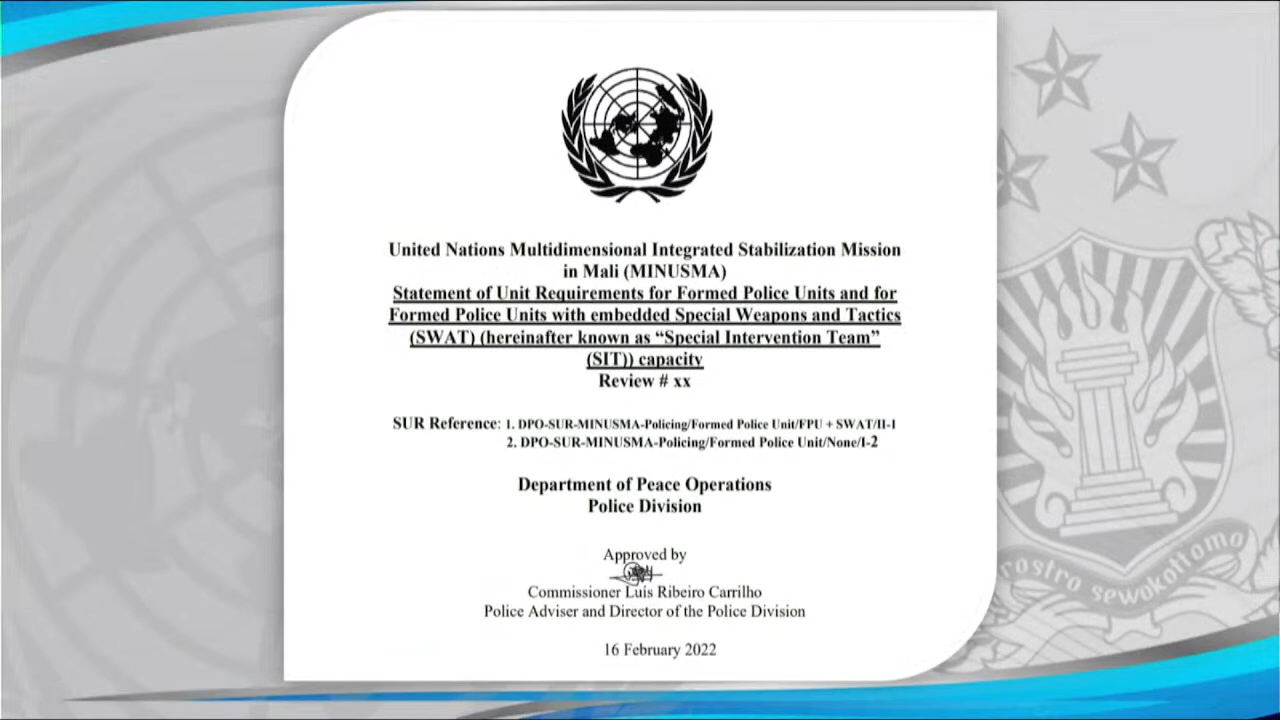 United Nations Multidimensional Integrated Stabilization Mission
in Mali (MINUSMA)
Statement of Unit Requirements for Formed Police Units and for
Formed Police Units with embedded Special Weapons and Tactics
(SWAT) (hereinafter known as “Special Intervention Team”
(SIT)) capacity
Review # xx
SUR Reference: 1. DPO-SUR-MINUSMA-Policing/Formed Police Unit/FPU + SWAT/II-1
2. DPO-SUR-MINUSMA-Policing/Formed Police Unit/None/I-2
Department of Peace Operations
Police Division
Approved by
Commissioner Luis Ribeiro Carrilho
Police Adviser and Director of the Police Division
16 February 2022
rastra sewakottama